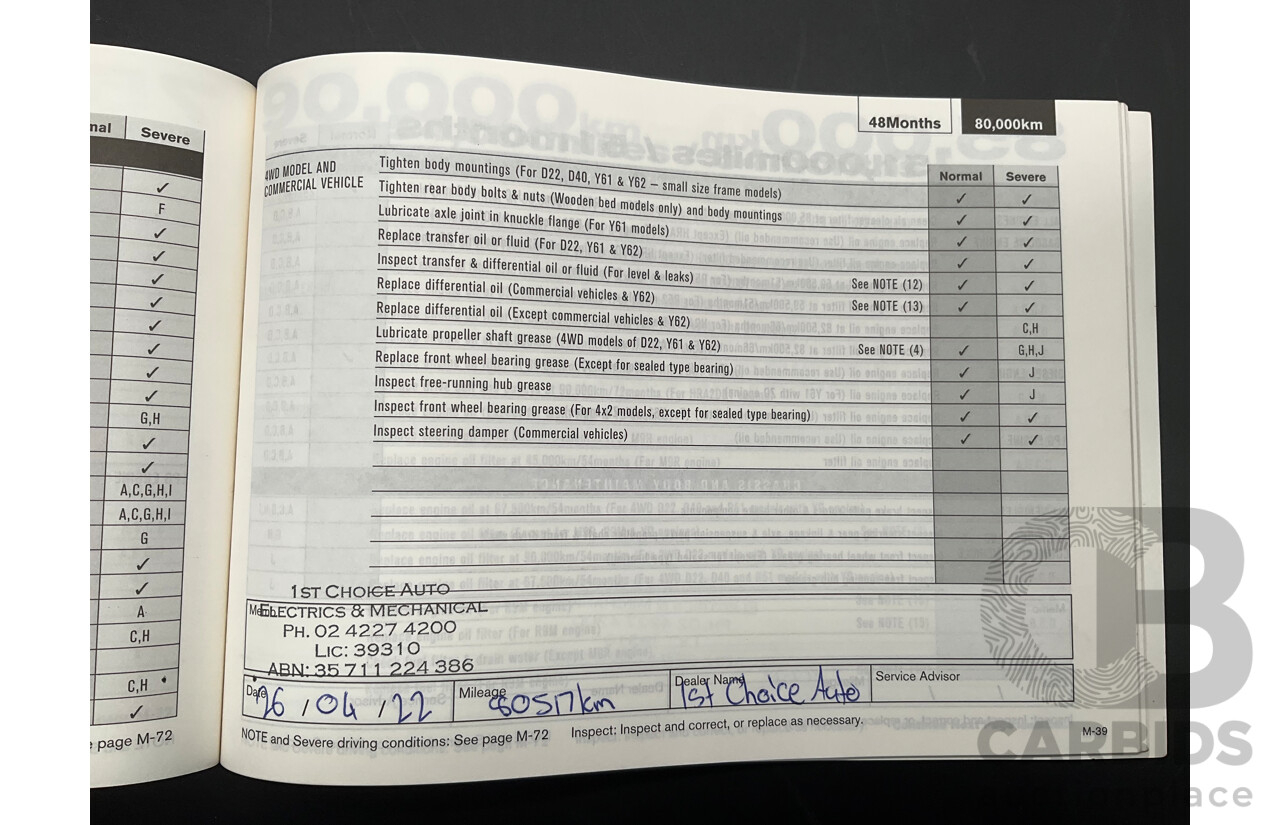 nal Severe
✓
F
✓
✓
✓
✓
✓
✓
✓
✓
G,H
✓
✓
A,C,G,H,I
A,C,G,H,I
G
✓
✓
A
C,H
C,H
✓
page M-72
48Months 80,000km
Normal Severe
4WD MODEL AND
COMMERCIAL VEHICLE
Tighten body mountings (For D22, D40, Y61 & Y62 – small size frame models) ✓ ✓
Tighten rear body bolts & nuts (Wooden bed models only) and body mountings ✓ ✓
Lubricate axle joint in knuckle flange (For Y61 models) ✓ ✓
Replace transfer oil or fluid (For D22, Y61 & Y62) ✓ ✓
Inspect transfer & differential oil or fluid (For level & leaks) See NOTE (12) ✓ ✓
Replace differential oil (Commercial vehicles & Y62) See NOTE (13) ✓ ✓
Replace differential oil (Except commercial vehicles & Y62) C,H
Lubricate propeller shaft grease (4WD models of D22, Y61 & Y62) See NOTE (4) ✓ G,H,J
Replace front wheel bearing grease (Except for sealed type bearing) ✓ J
Inspect free-running hub grease ✓ J
Inspect front wheel bearing grease (For 4x2 models, except for sealed type bearing) ✓ ✓
Inspect steering damper (Commercial vehicles) ✓ ✓
1ST CHOICE AUTO
ELECTRICS & MECHANICAL
PH. 02 4227 4200
LIC: 39310
ABN: 35 711 224 386
Date 26 / 04 / 22 Mileage 80517km Dealer Name 1st Choice Auto Service Advisor
NOTE and Severe driving conditions: See page M-72 Inspect: Inspect and correct, or replace as necessary.
M-39
CARBIDS